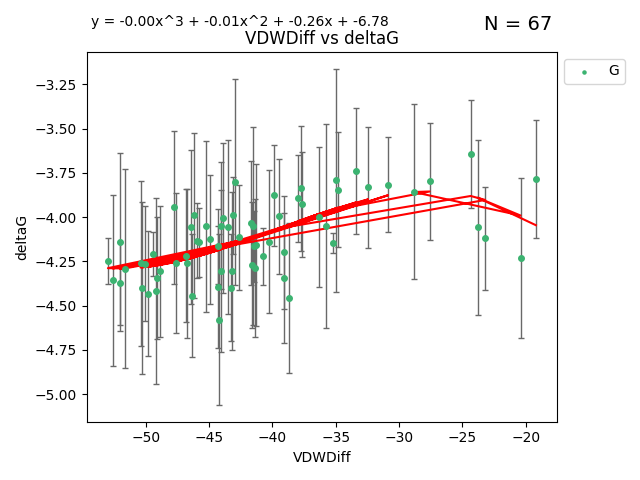 y = -0.00x^3 + -0.01x^2 + -0.26x + -6.78
N = 67
VDWDiff vs deltaG
G
deltaG
−3.25
−3.50
−3.75
−4.00
−4.25
−4.50
−4.75
−5.00
−50 −45 −40 −35 −30 −25 −20
VDWDiff